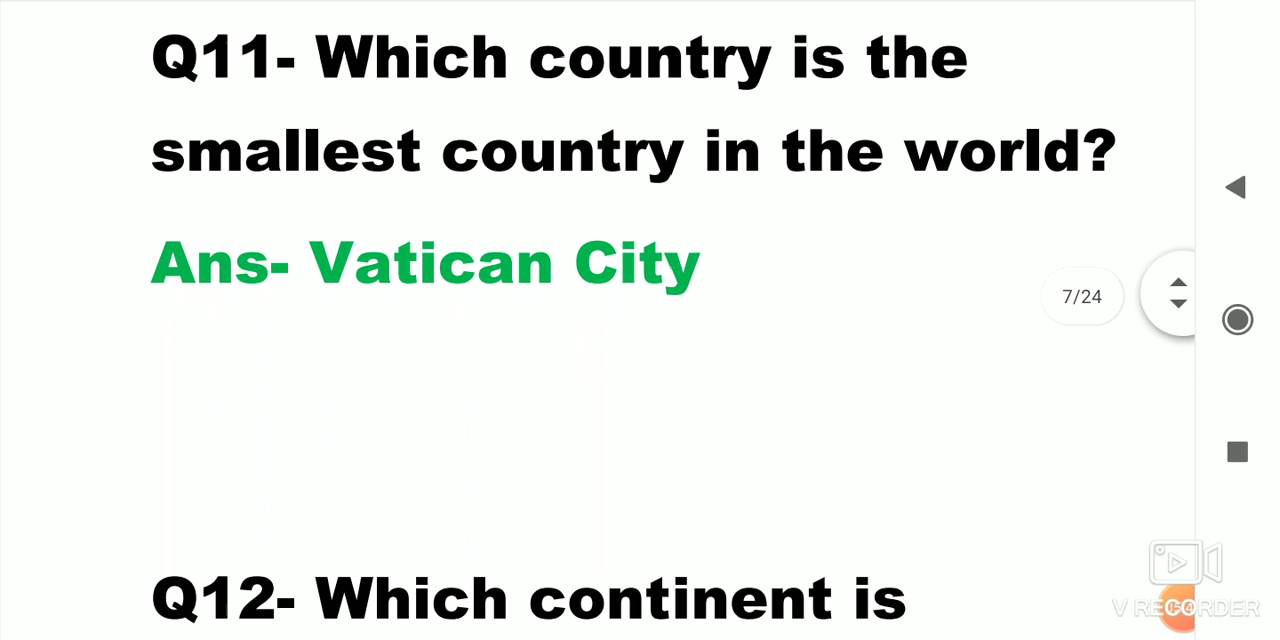 Q11- Which country is the
smallest country in the world?
Ans- Vatican City
7/24
Q12- Which continent is
V RECORDER